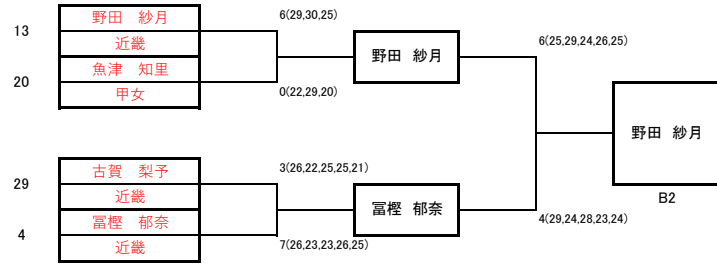 13
野田　紗月
近畿
20
魚津　知里
甲女
6(29,30,25)
0(22,29,20)
野田　紗月
29
古賀　梨予
近畿
4
冨樫　郁奈
近畿
3(26,22,25,25,21)
7(26,23,23,26,25)
冨樫　郁奈
6(25,29,24,26,25)
4(29,24,28,23,24)
野田　紗月
B2